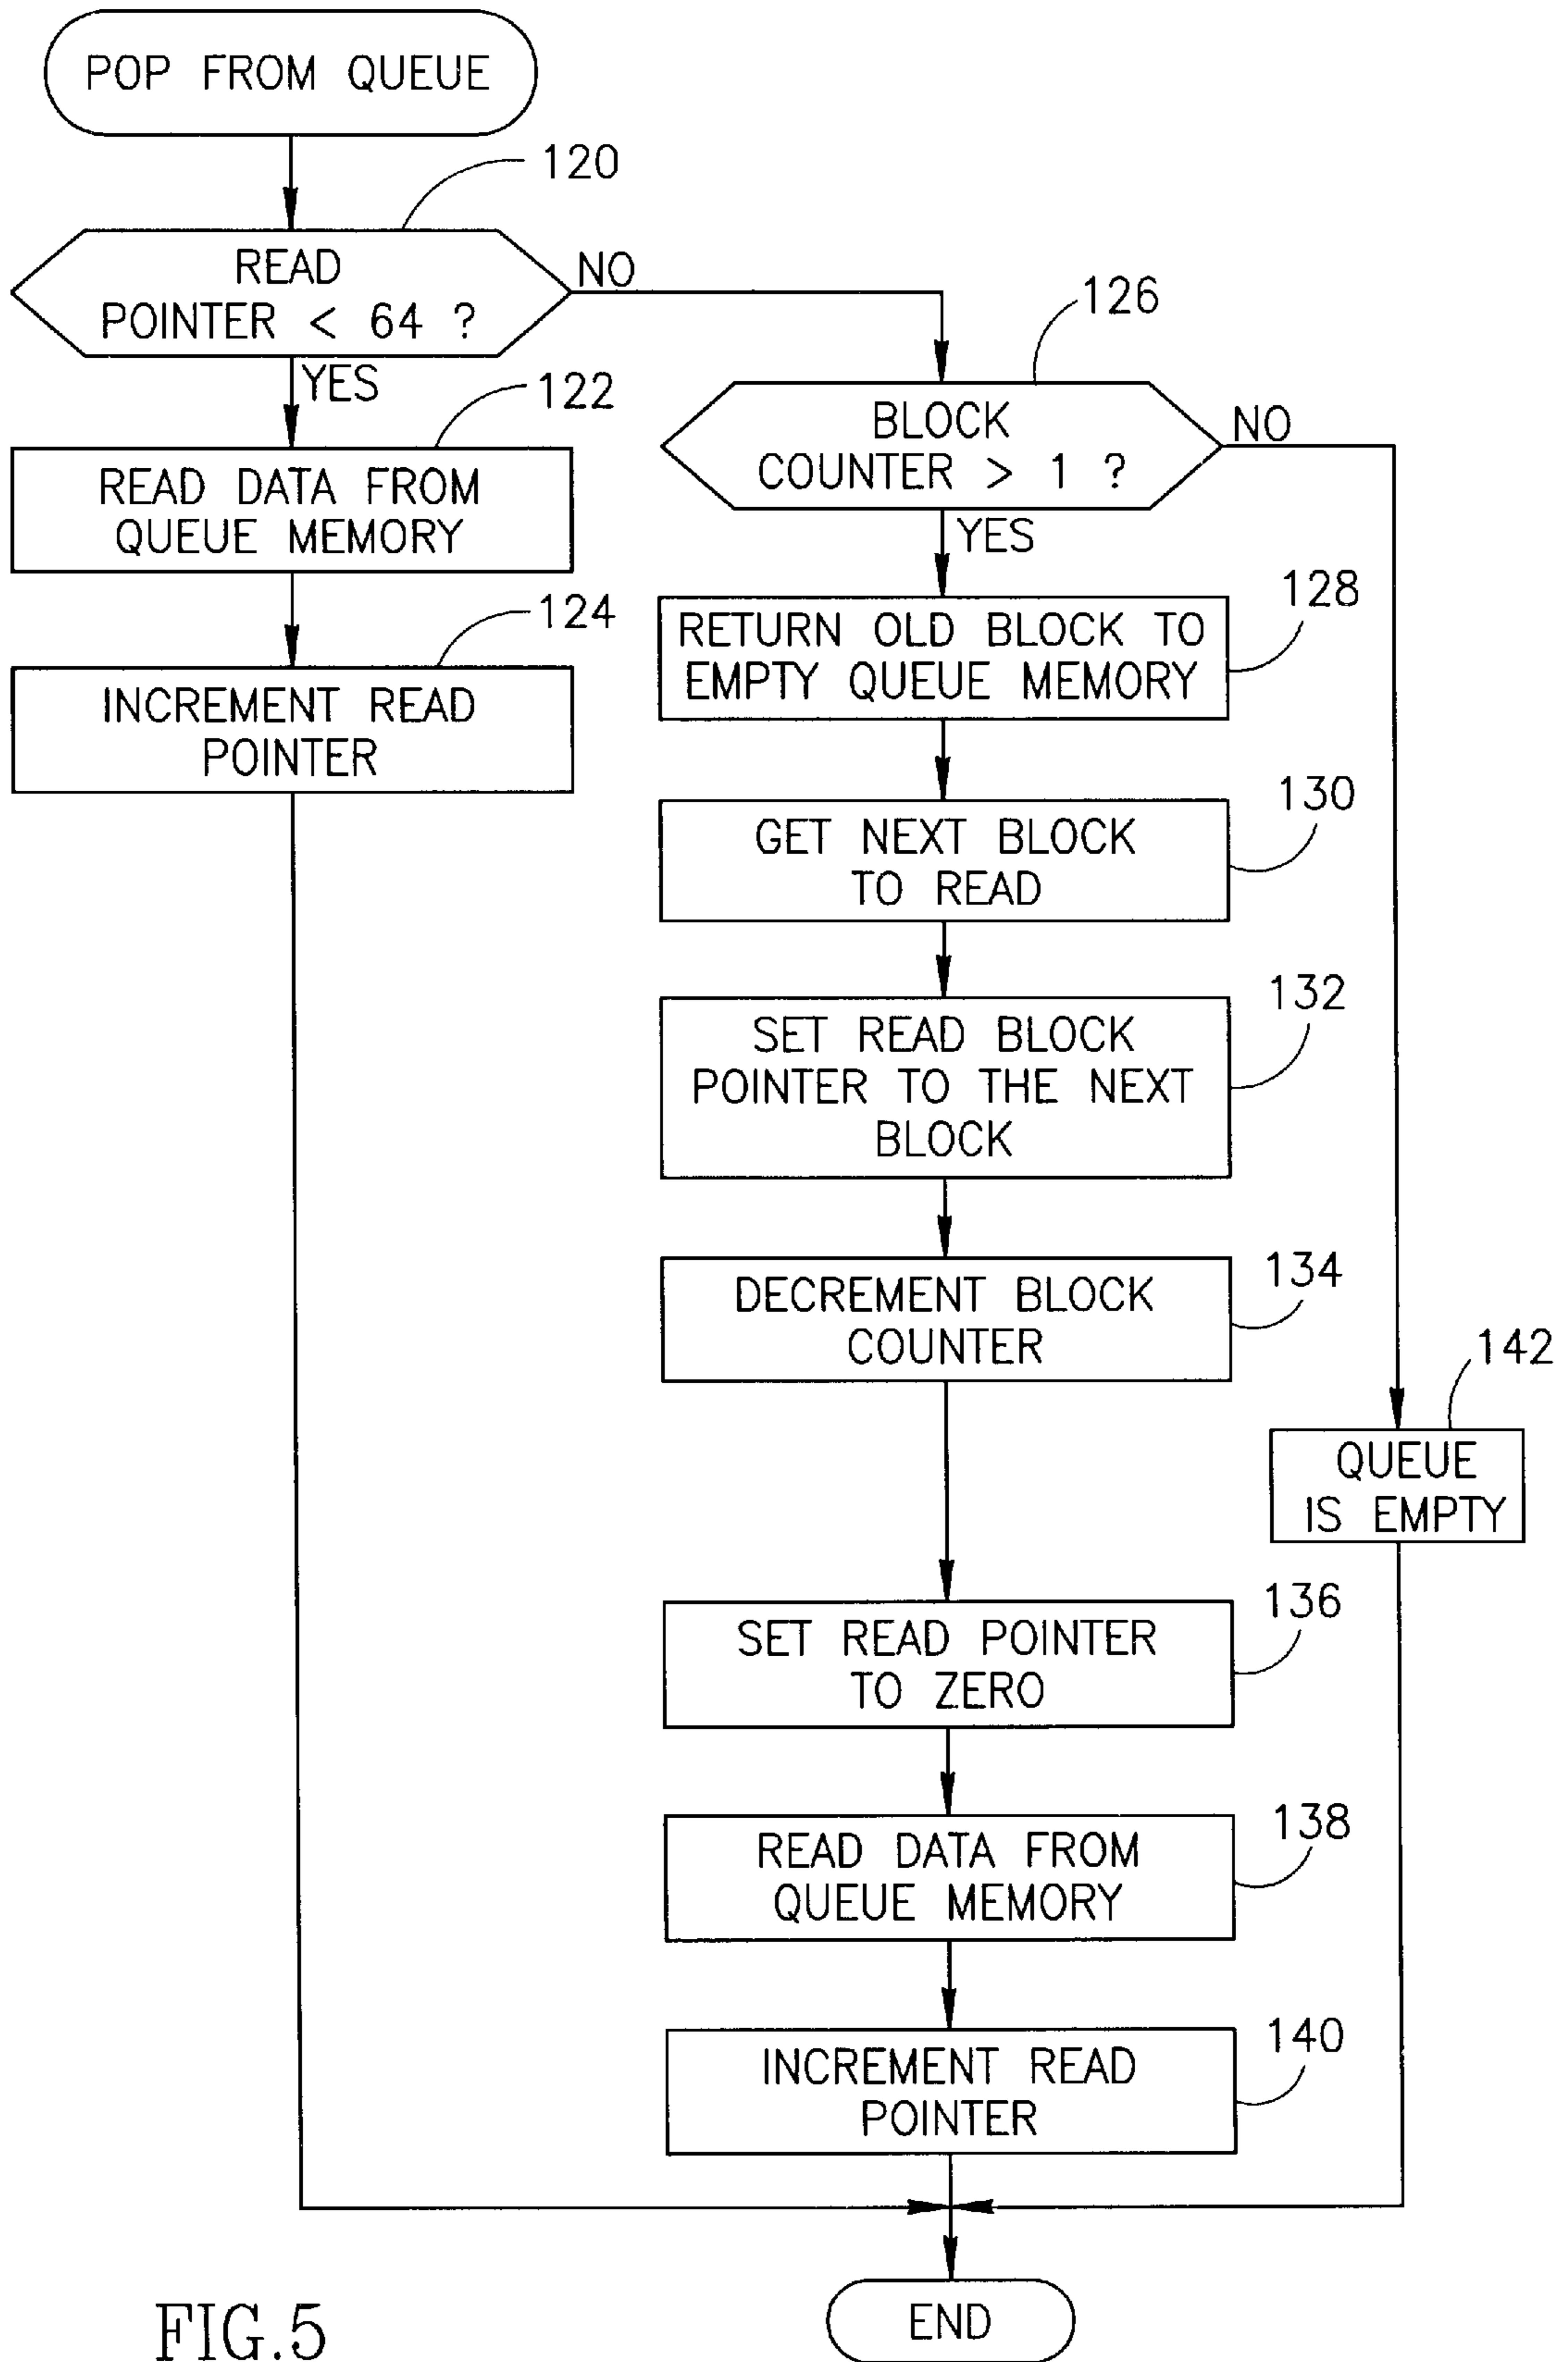 POP FROM QUEUE
120
READ
POINTER < 64 ?
NO
YES
122
READ DATA FROM
QUEUE MEMORY
124
INCREMENT READ
POINTER
126
BLOCK
COUNTER > 1 ?
NO
YES
128
RETURN OLD BLOCK TO
EMPTY QUEUE MEMORY
130
GET NEXT BLOCK
TO READ
132
SET READ BLOCK
POINTER TO THE NEXT
BLOCK
134
DECREMENT BLOCK
COUNTER
142
QUEUE
IS EMPTY
136
SET READ POINTER
TO ZERO
138
READ DATA FROM
QUEUE MEMORY
140
INCREMENT READ
POINTER
END
FIG.5